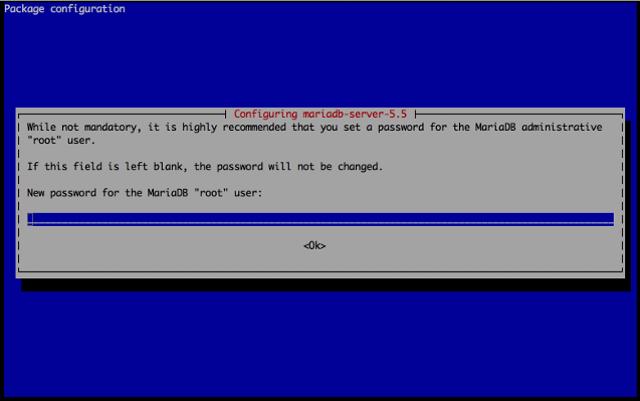 Package configuration
Configuring mariadb-server-5.5
While not mandatory, it is highly recommended that you set a password for the MariaDB administrative
"root" user.
If this field is left blank, the password will not be changed.
New password for the MariaDB "root" user:
<Ok>